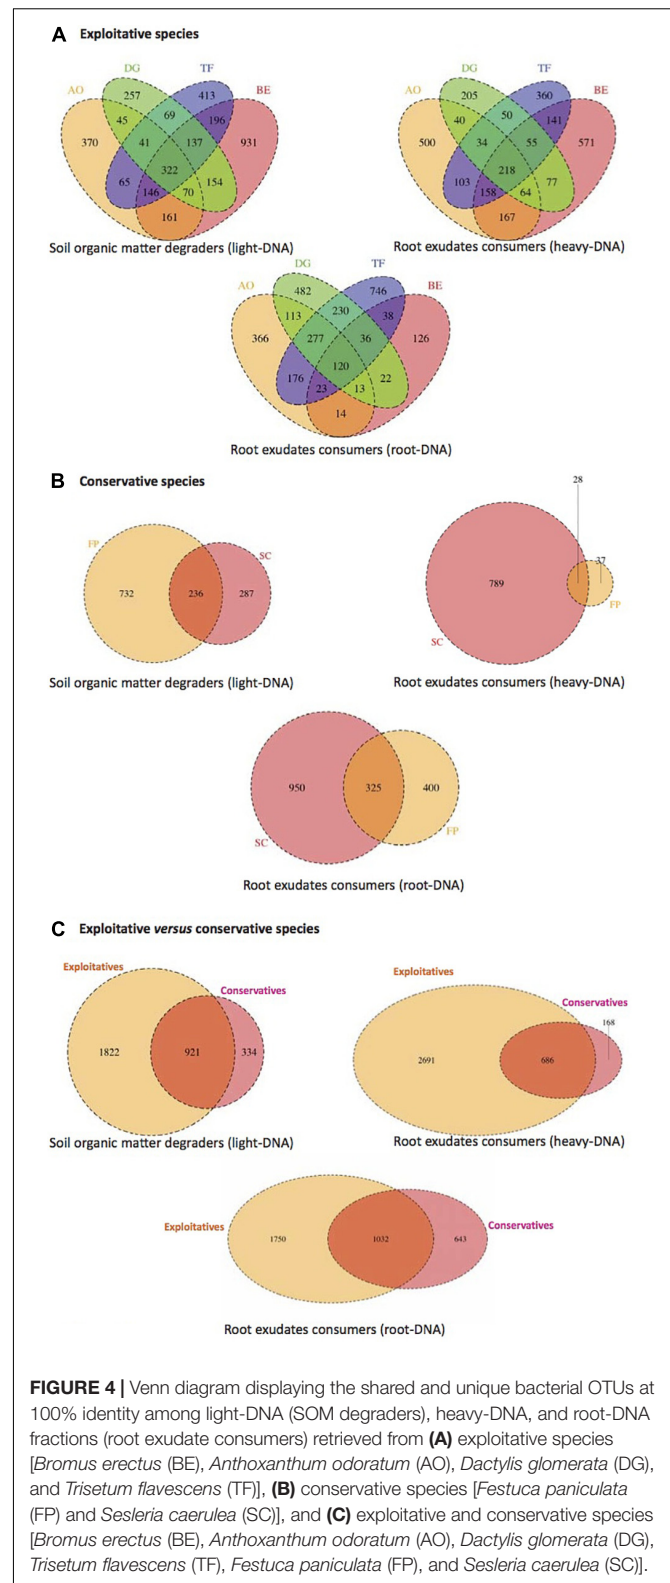 A Exploitative species
DG TF
AO BE
257 413
45 69 196
370 41 137 931
322
65 146 70 154
161
Soil organic matter degraders (light-DNA)
DG TF
AO BE
205 360
40 50 141
500 34 55 571
218
103 158 64 77
167
Root exudates consumers (heavy-DNA)
DG TF
AO BE
482 746
113 230 38
366 277 36 126
120
176 23 13 22
14
Root exudates consumers (root-DNA)
B Conservative species
FP
SC
732 236 287
Soil organic matter degraders (light-DNA)
28
37
789
FP
SC
Root exudates consumers (heavy-DNA)
950 325 400
SC FP
Root exudates consumers (root-DNA)
C Exploitative versus conservative species
Exploitatives
Conservatives
1822 921 334
Soil organic matter degraders (light-DNA)
Exploitatives
Conservatives
168
2691 686
Root exudates consumers (heavy-DNA)
Exploitatives Conservatives
1750 1032 643
Root exudates consumers (root-DNA)
FIGURE 4 | Venn diagram displaying the shared and unique bacterial OTUs at
100% identity among light-DNA (SOM degraders), heavy-DNA, and root-DNA
fractions (root exudate consumers) retrieved from (A) exploitative species
[Bromus erectus (BE), Anthoxanthum odoratum (AO), Dactylis glomerata (DG),
and Trisetum flavescens (TF)], (B) conservative species [Festuca paniculata
(FP) and Sesleria caerulea (SC)], and (C) exploitative and conservative species
[Bromus erectus (BE), Anthoxanthum odoratum (AO), Dactylis glomerata (DG),
Trisetum flavescens (TF), Festuca paniculata (FP), and Sesleria caerulea (SC)].